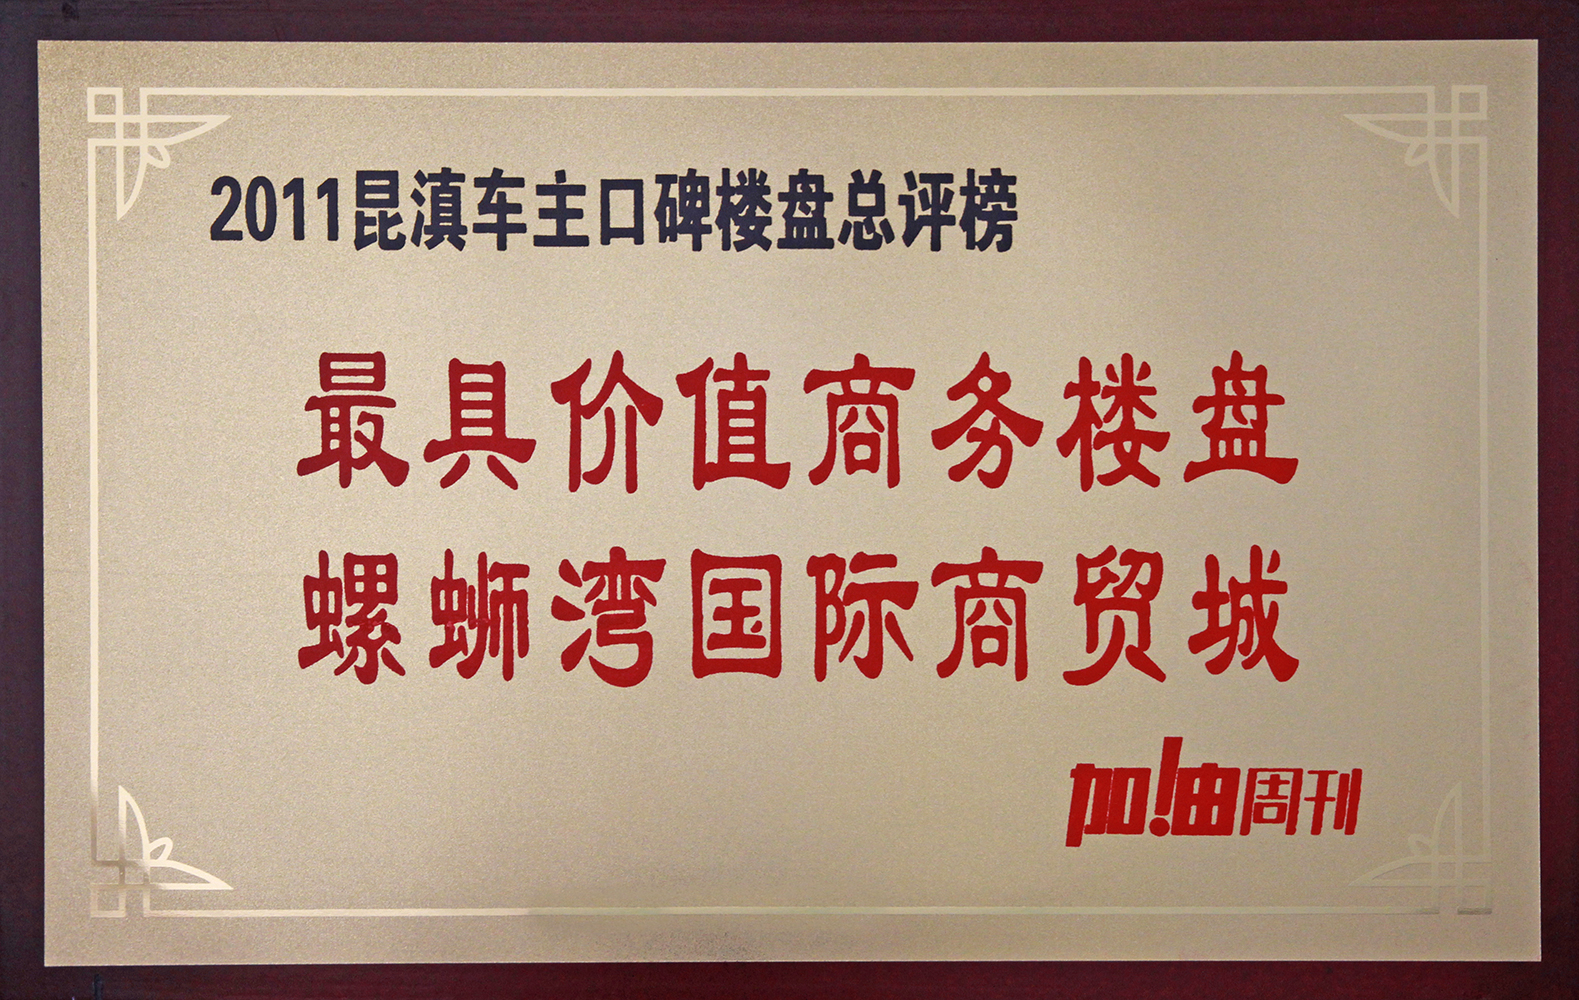 2011昆滇车主口碑楼盘总评榜
最具价值商务楼盘
螺蛳湾国际商贸城
加!油周刊